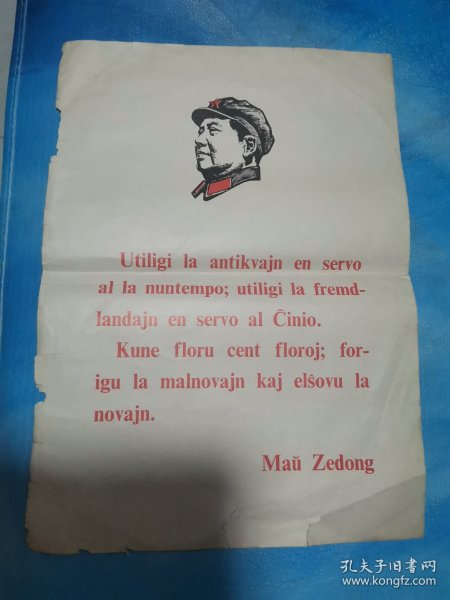 Utiligi la antikvajn en servo
al la nuntempo; utiligi la fremd-
landajn en servo al Ĉinio.
Kune floru cent floroj; for-
igu la malnovajn kaj elŝovu la
novajn.
Maŭ Zedong
孔夫子旧书网
www.kongfz.com